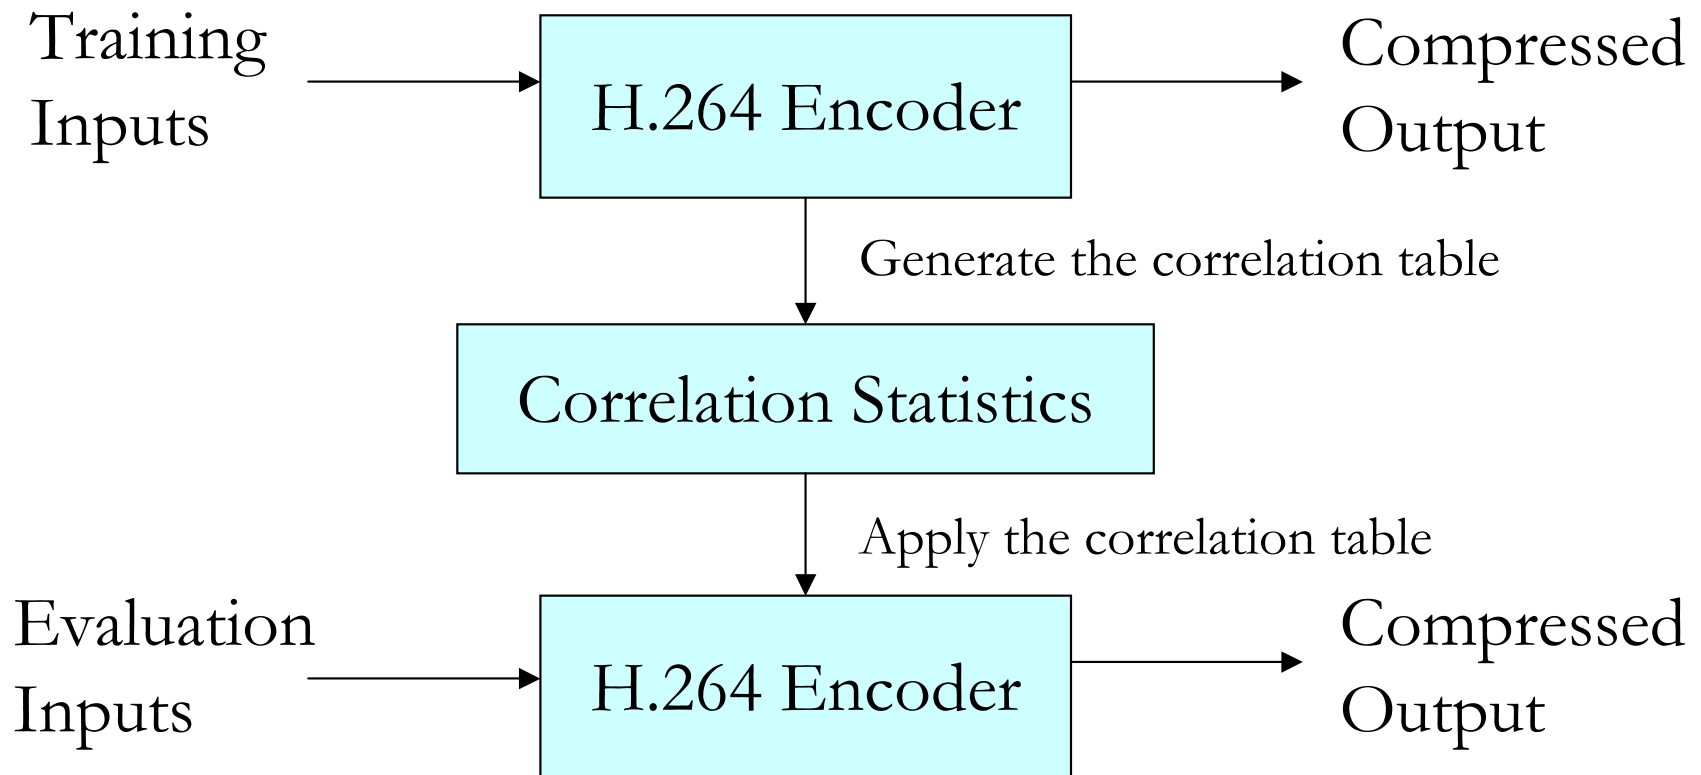 Training
Inputs
H.264 Encoder
Compressed
Output
Generate the correlation table
Correlation Statistics
Apply the correlation table
Evaluation
Inputs
H.264 Encoder
Compressed
Output